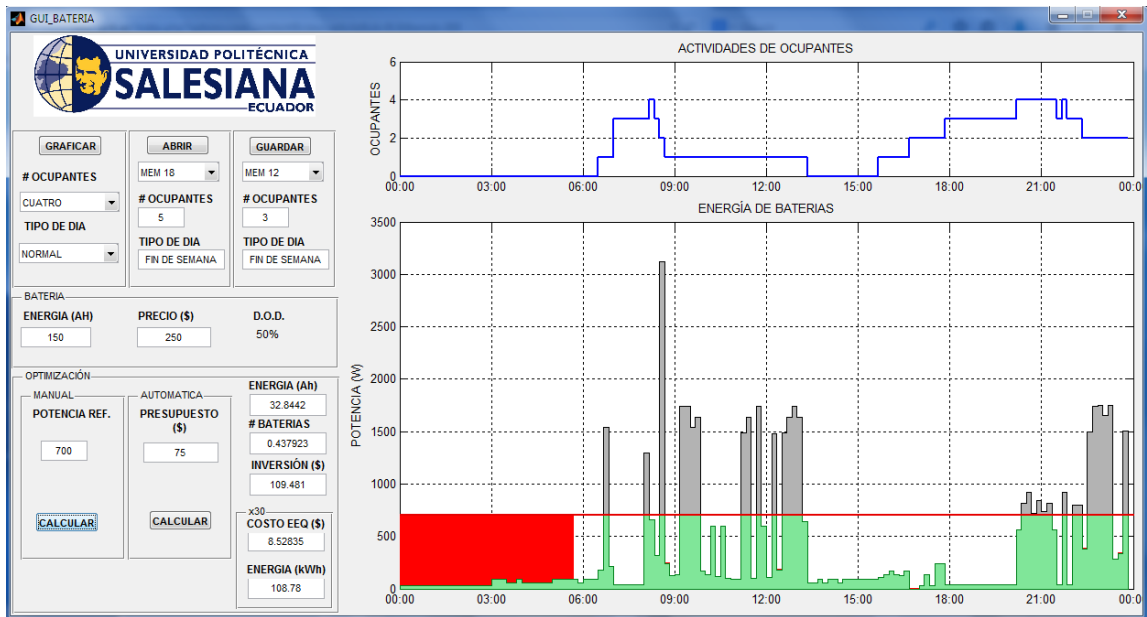 GUI_BATERIA
UNIVERSIDAD POLITÉCNICA
SALESIANA
ECUADOR
GRAFICAR
# OCUPANTES
CUATRO
TIPO DE DIA
NORMAL
ABRIR
MEM 18
# OCUPANTES
5
TIPO DE DIA
FIN DE SEMANA
GUARDAR
MEM 12
# OCUPANTES
3
TIPO DE DIA
FIN DE SEMANA
BATERIA
ENERGIA (AH)
150
PRECIO ($)
250
D.O.D.
50%
OPTIMIZACIÓN
MANUAL
POTENCIA REF.
700
CALCULAR
AUTOMATICA
PRESUPUESTO
($)
75
CALCULAR
ENERGIA (Ah)
32.8442
# BATERIAS
0.437923
INVERSIÓN ($)
109.481
x30
COSTO EEQ ($)
8.52835
ENERGIA (kWh)
108.78
ACTIVIDADES DE OCUPANTES
OCUPANTES
6
4
2
0
00:00 03:00 06:00 09:00 12:00 15:00 18:00 21:00 00:0
ENERGÍA DE BATERIAS
POTENCIA (W)
3500
3000
2500
2000
1500
1000
500
0
00:00 03:00 06:00 09:00 12:00 15:00 18:00 21:00 00:0